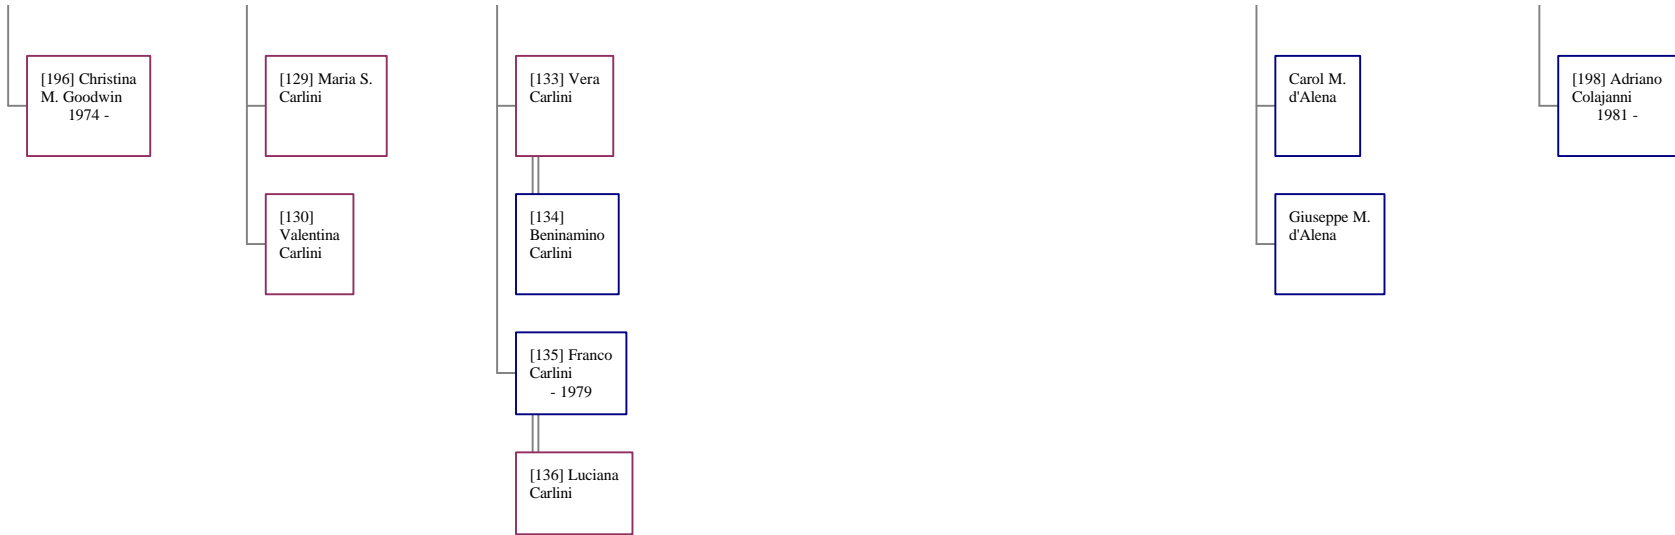 [196] Christina
M. Goodwin
1974 -
[129] Maria S.
Carlini
[130]
Valentina
Carlini
[133] Vera
Carlini
[134]
Beninamino
Carlini
[135] Franco
Carlini
- 1979
[136] Luciana
Carlini
Carol M.
d'Alena
Giuseppe M.
d'Alena
[198] Adriano
Colajanni
1981 -